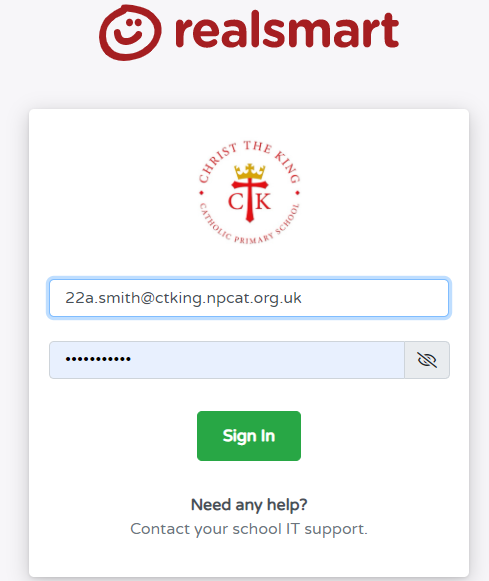 realsmart
CHRIST THE KING
C K
CATHOLIC PRIMARY SCHOOL
22a.smith@ctking.npcat.org.uk
•••••••••••
Sign In
Need any help?
Contact your school IT support.